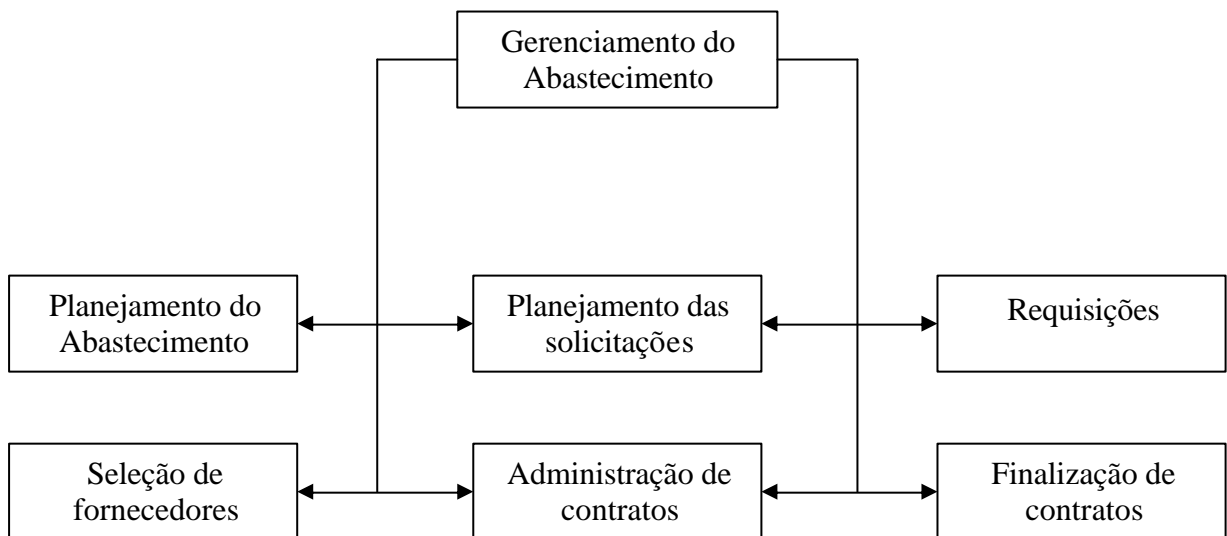 Gerenciamento do
Abastecimento
Planejamento do
Abastecimento
Planejamento das
solicitações
Requisições
Seleção de
fornecedores
Administração de
contratos
Finalização de
contratos